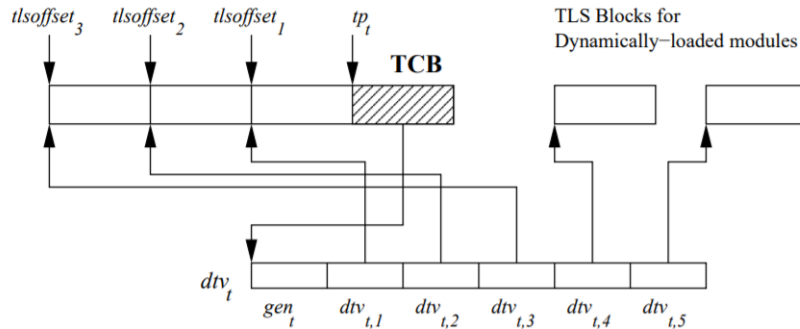 tlsoffset3 tlsoffset2 tlsoffset1 tpt
TLS Blocks for
Dynamically−loaded modules
TCB
dtvt
gent dtvt,1 dtvt,2 dtvt,3 dtvt,4 dtvt,5